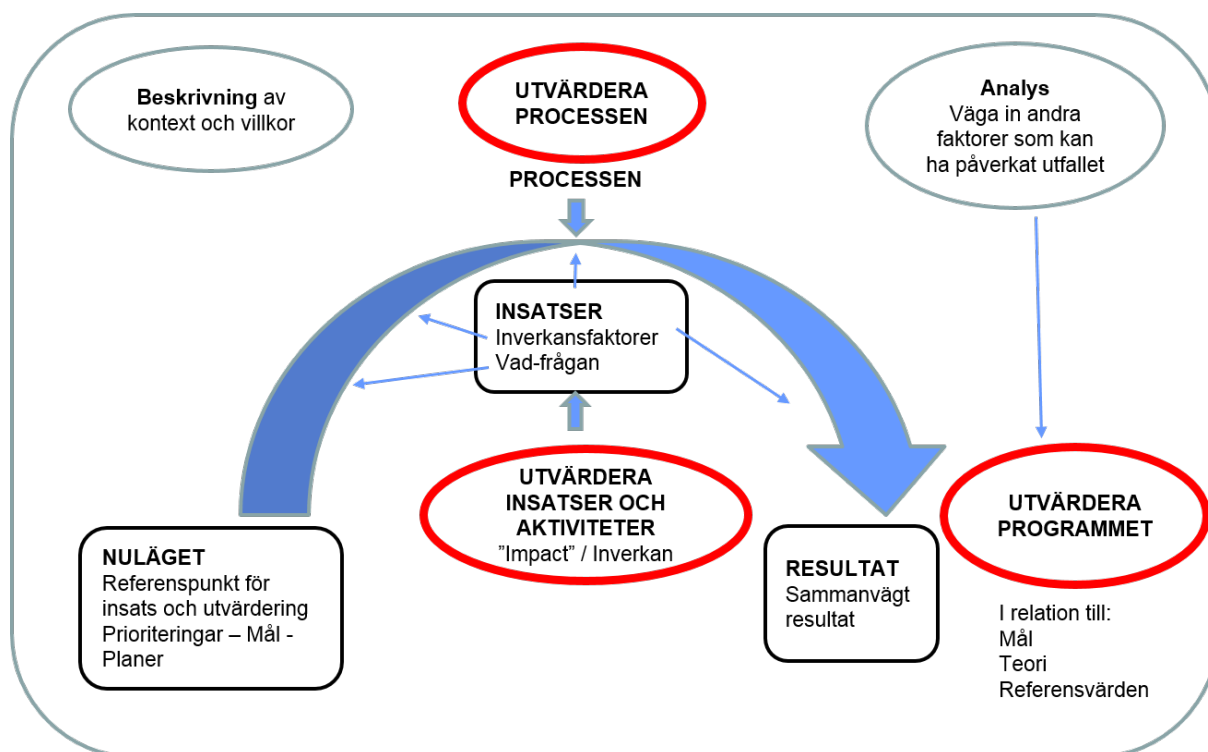 Beskrivning av
kontext och villkor
UTVÄRDERA
PROCESSEN
Analys
Väga in andra
faktorer som kan
ha påverkat utfallet
PROCESSEN
INSATSER
Inverkansfaktorer
Vad-frågan
UTVÄRDERA
INSATSER OCH
AKTIVITETER
”Impact” / Inverkan
NULÄGET
Referenspunkt för
insats och utvärdering
Prioriteringar – Mål -
Planer
RESULTAT
Sammanvägt
resultat
UTVÄRDERA
PROGRAMMET
I relation till:
Mål
Teori
Referensvärden